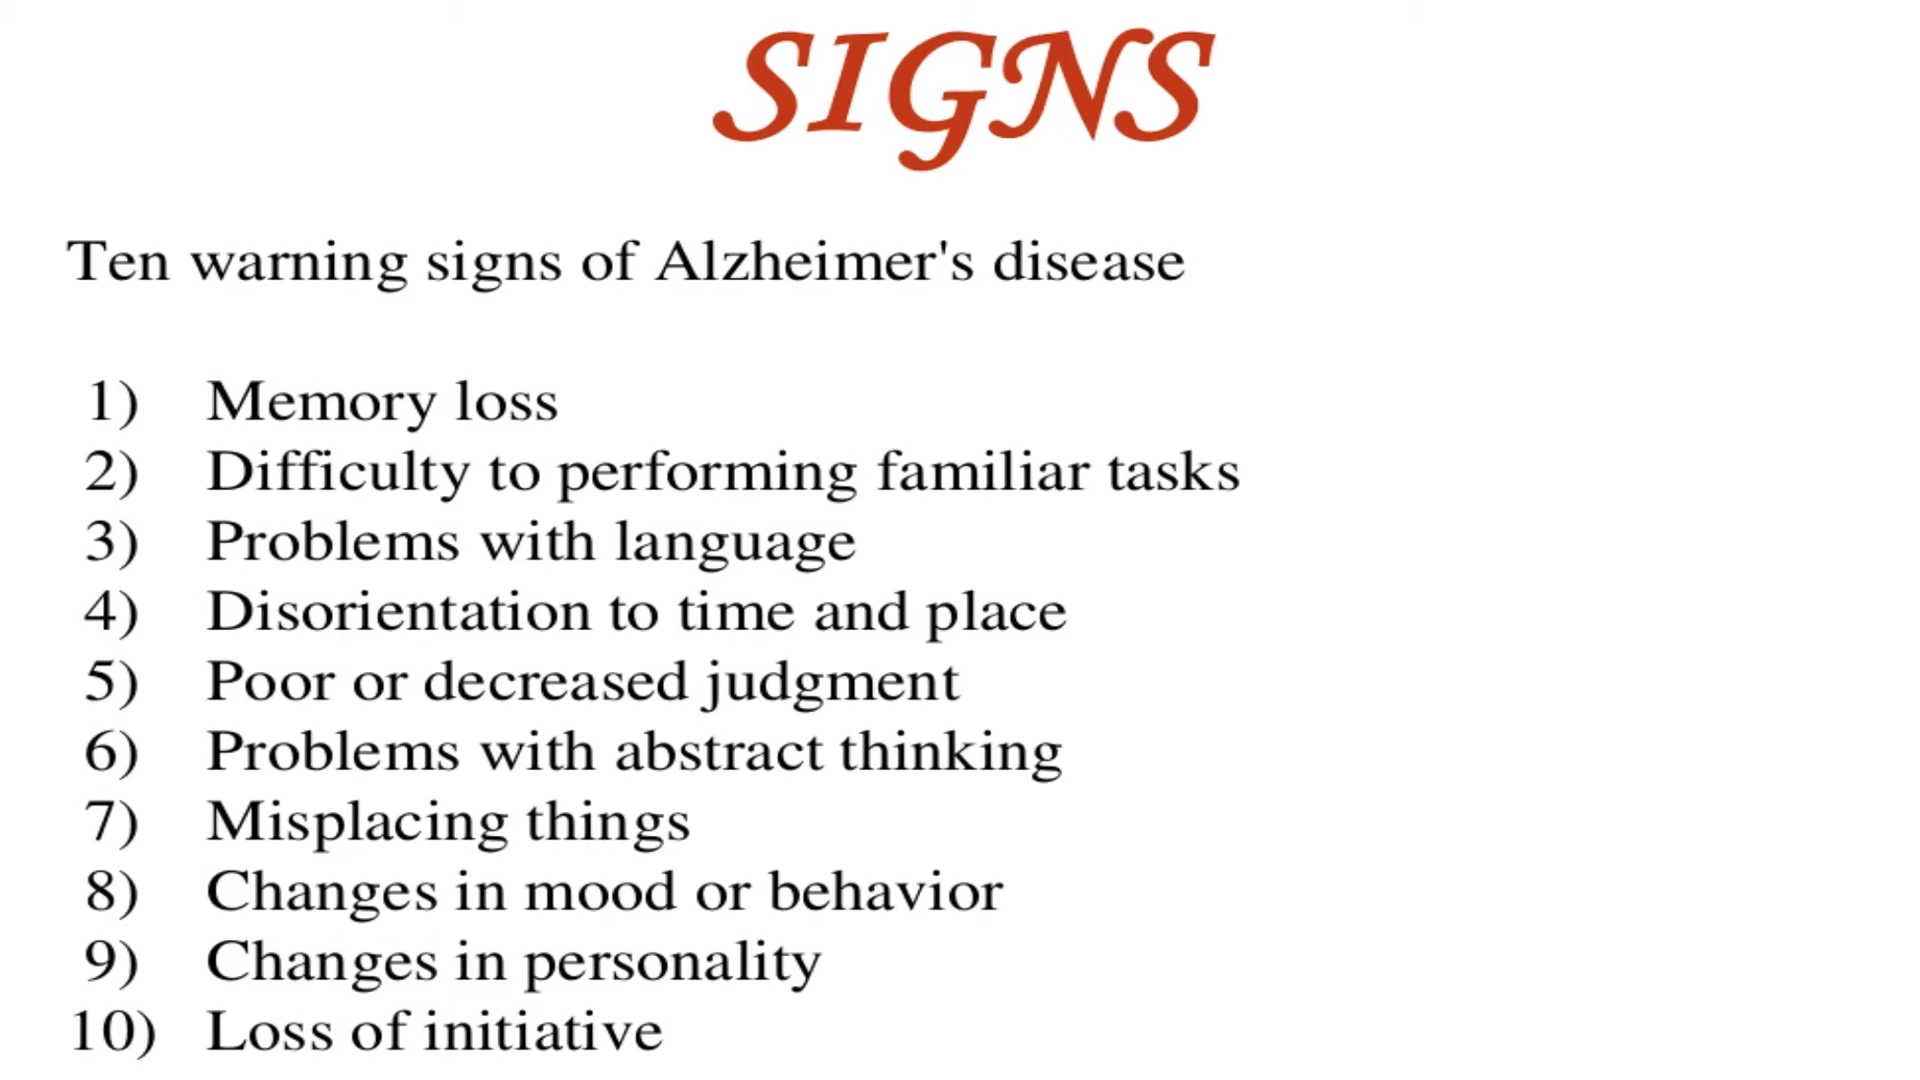 SIGNS
Ten warning signs of Alzheimer's disease
1) Memory loss
2) Difficulty to performing familiar tasks
3) Problems with language
4) Disorientation to time and place
5) Poor or decreased judgment
6) Problems with abstract thinking
7) Misplacing things
8) Changes in mood or behavior
9) Changes in personality
10) Loss of initiative